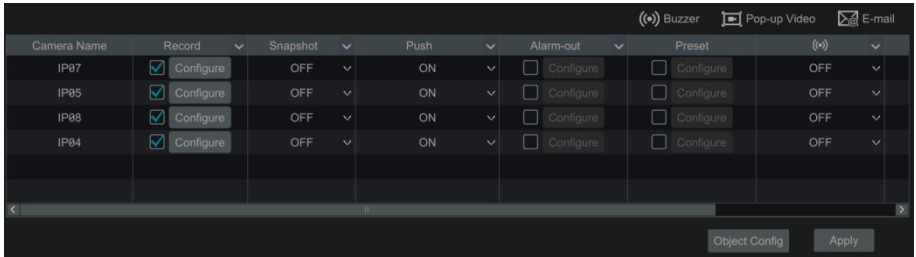 Buzzer Pop-up Video E-mail
Camera Name Record Snapshot Push Alarm-out Preset
IP07 Configure OFF ON Configure Configure OFF
IP05 Configure OFF ON Configure Configure OFF
IP08 Configure OFF ON Configure Configure OFF
IP04 Configure OFF ON Configure Configure OFF
Object Config Apply